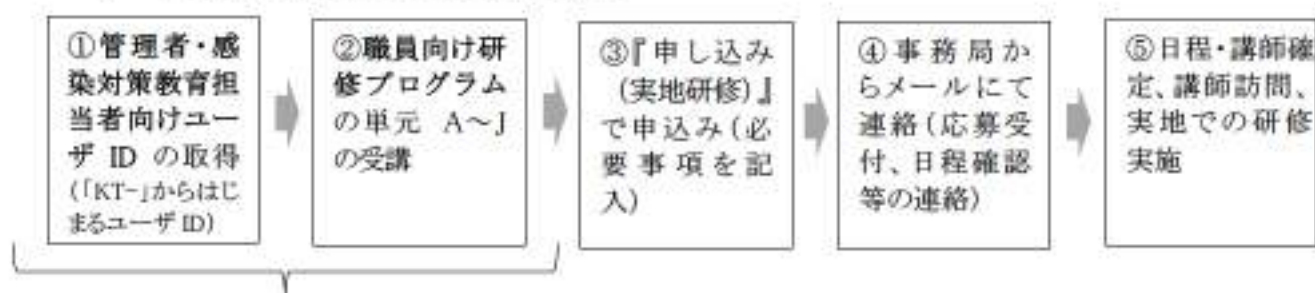 ①管理者・感
染対策教育担
当者向けユー
ザ ID の取得
(「KT-」からはじ
まるユーザ ID)
②職員向け研
修プログラム
の単元 A～J
の受講
③『申し込み
(実地研修)』
で申込み(必
要事項を記
入)
④事務局か
らメールにて
連絡(応募受
付、日程確認
等の連絡)
⑤日程・講師確
定、講師訪問、
実地での研修
実施